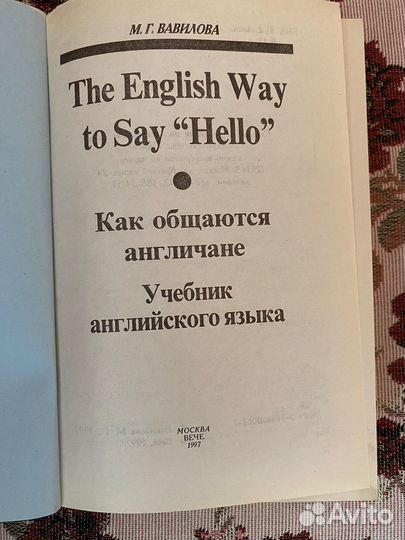 М. Г. ВАВИЛОВА
The English Way
to Say “Hello”
Как общаются
англичане
Учебник
английского языка
МОСКВА
ВЕЧЕ
1997
Avito